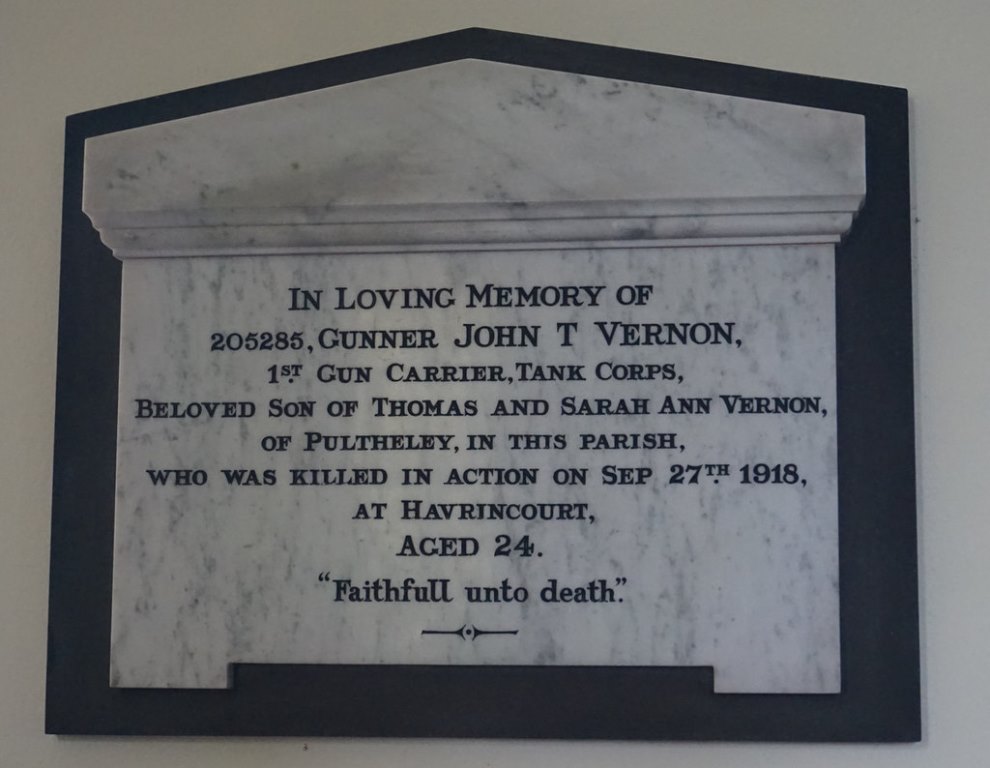 IN LOVING MEMORY OF
205285, GUNNER JOHN T VERNON,
1ST. GUN CARRIER, TANK CORPS,
BELOVED SON OF THOMAS AND SARAH ANN VERNON,
OF PULTHELEY, IN THIS PARISH,
WHO WAS KILLED IN ACTION ON SEP 27TH. 1918,
AT HAVRINCOURT,
AGED 24.
“Faithfull unto death”.